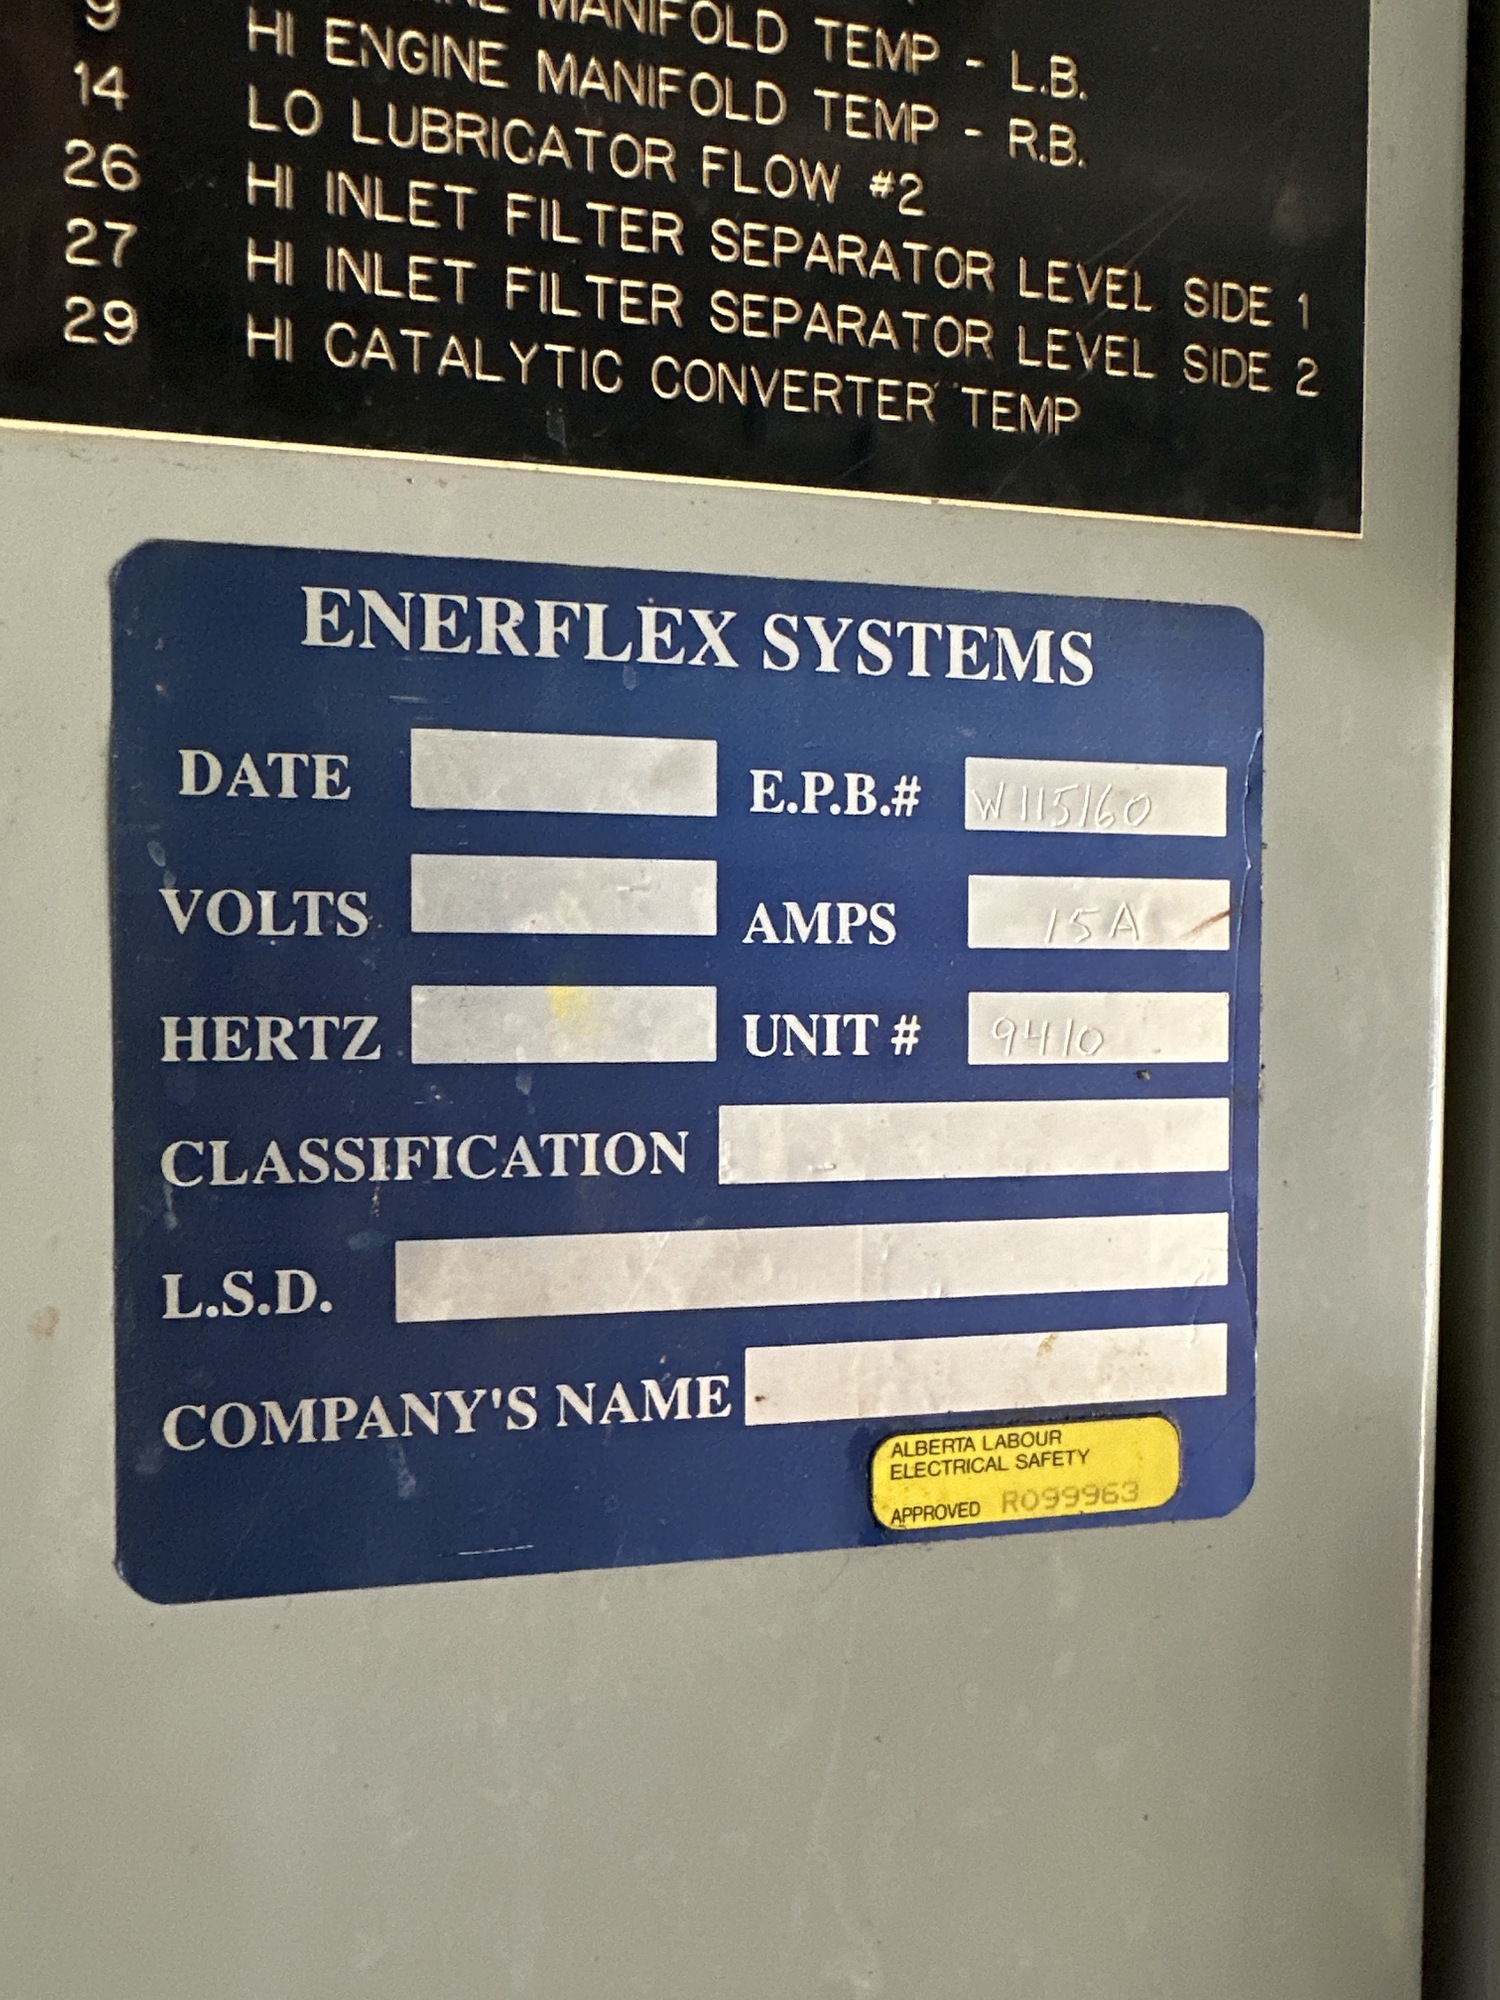 MANIFOLD TEMP - L.B.
9 HI ENGINE MANIFOLD TEMP - R.B.
14 LO LUBRICATOR FLOW #2
26 HI INLET FILTER SEPARATOR LEVEL SIDE 1
27 HI INLET FILTER SEPARATOR LEVEL SIDE 2
29 HI CATALYTIC CONVERTER TEMP
ENERFLEX SYSTEMS
DATE E.P.B.# W115160
VOLTS AMPS 15A
HERTZ UNIT # 9410
CLASSIFICATION
L.S.D.
COMPANY'S NAME
ALBERTA LABOUR
ELECTRICAL SAFETY
APPROVED R099963